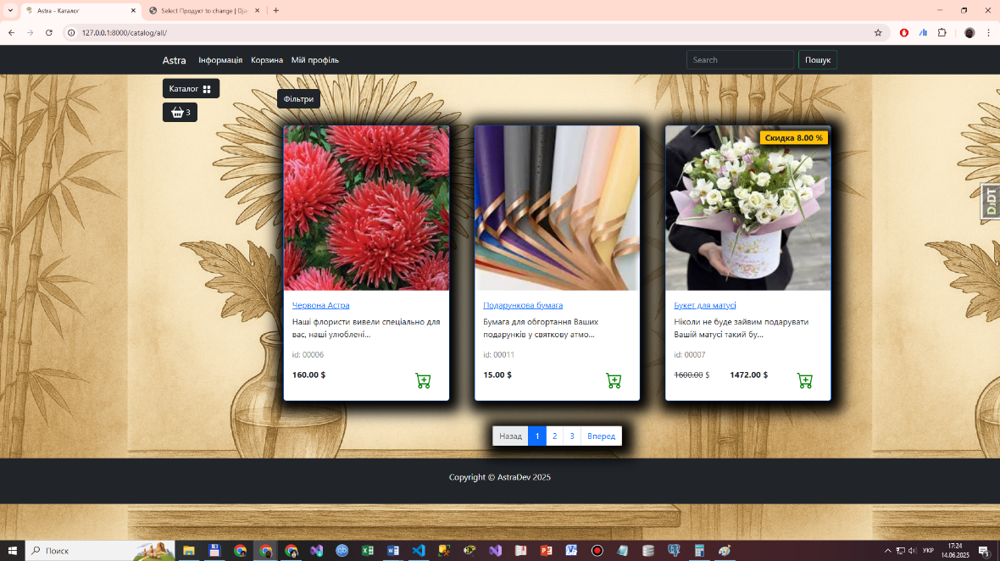 Astra - Каталог
Select Продукт to change | Dja
127.0.0.1:8000/catalog/all/
Astra Інформація Корзина Мій профіль Search Пошук
Каталог
3
Фільтри
Скидка 8.00 %
DjDT
Червона Астра
Наші флористи вивели спеціально для
вас, наші улюблені...
id: 00006
160.00 $
Подарункова бумага
Бумага для обгортання Ваших
подарунків у святкову атмо...
id: 00011
15.00 $
Букет для матусі
Ніколи не буде зайвим подарувати
Вашій матусі такий бу...
id: 00007
1600.00 $ 1472.00 $
Назад 1 2 3 Вперед
Copyright © AstraDev 2025
Поиск
УКР
17:24
14.06.2025
3